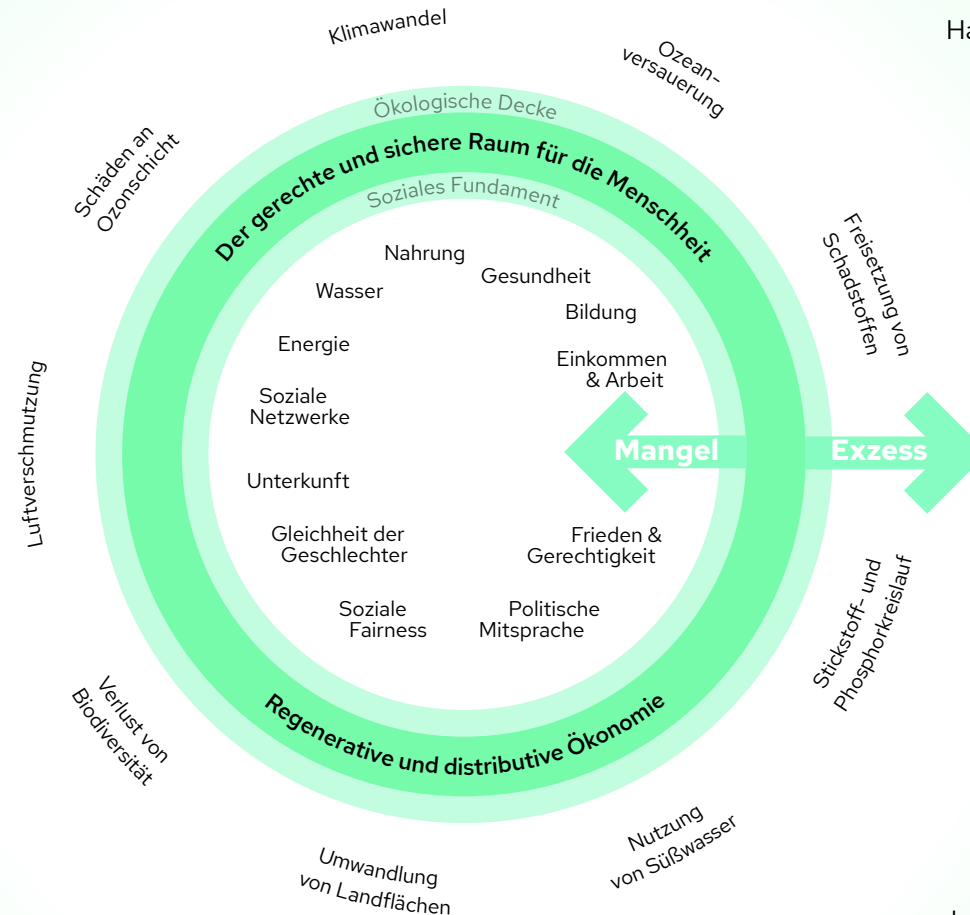 Klimawandel
Ozean-
versauerung
Ha
Ökologische Decke
Der gerechte und sichere Raum für die Menschheit
Soziales Fundament
Schäden an
Ozonschicht
Freisetzung von
Schadstoffen
Nahrung
Gesundheit
Wasser
Bildung
Energie
Einkommen
& Arbeit
Soziale
Netzwerke
Luftverschmutzung
Mangel
Exzess
Unterkunft
Gleichheit der
Geschlechter
Frieden &
Gerechtigkeit
Soziale
Fairness
Politische
Mitsprache
Stickstoff- und
Phosphorkreislauf
Verlust von
Biodiversität
Regenerative und distributive Ökonomie
Nutzung
von Süßwasser
Umwandlung
von Landflächen